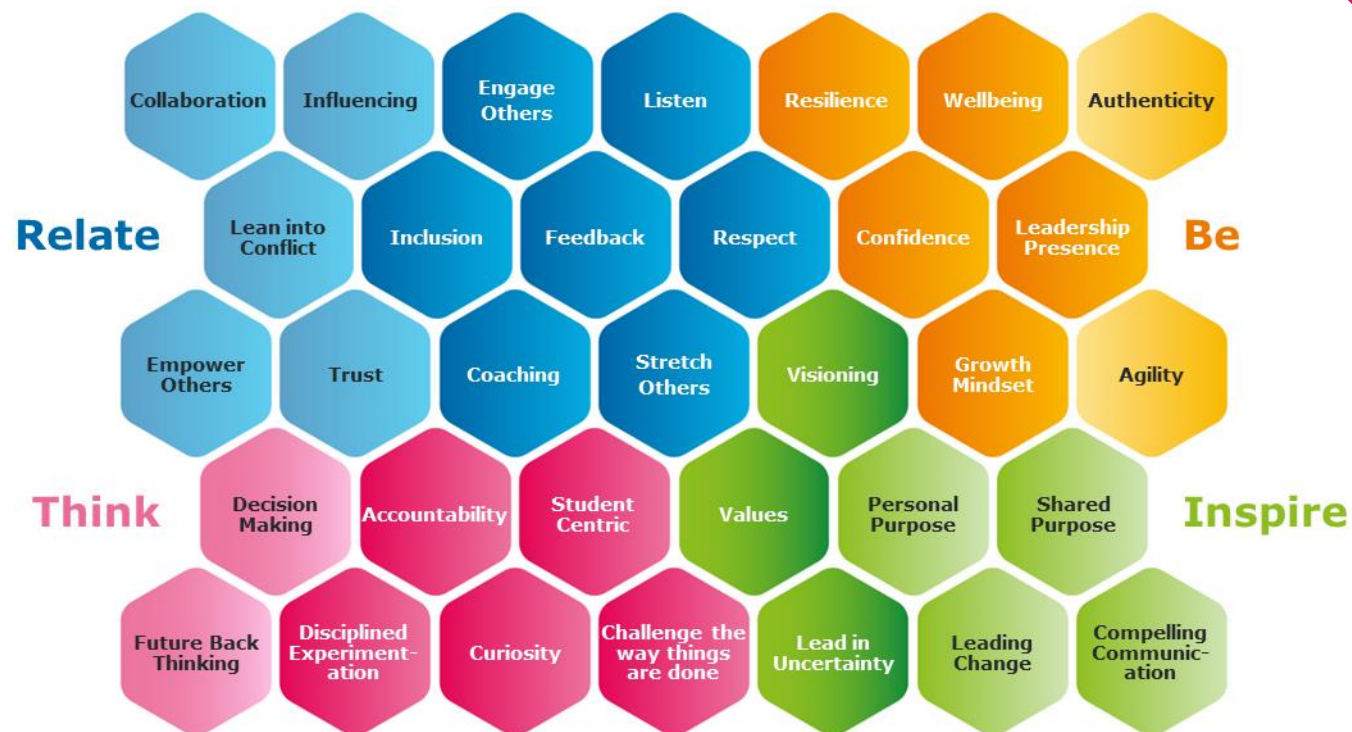 Collaboration
Influencing
Engage
Others
Listen
Resilience
Wellbeing
Authenticity
Relate
Lean into
Conflict
Inclusion
Feedback
Respect
Confidence
Leadership
Presence
Be
Empower
Others
Trust
Coaching
Stretch
Others
Visioning
Growth
Mindset
Agility
Think
Decision
Making
Accountability
Student
Centric
Values
Personal
Purpose
Shared
Purpose
Inspire
Future Back
Thinking
Disciplined
Experiment-
ation
Curiosity
Challenge the
way things
are done
Lead in
Uncertainty
Leading
Change
Compelling
Communic-
ation